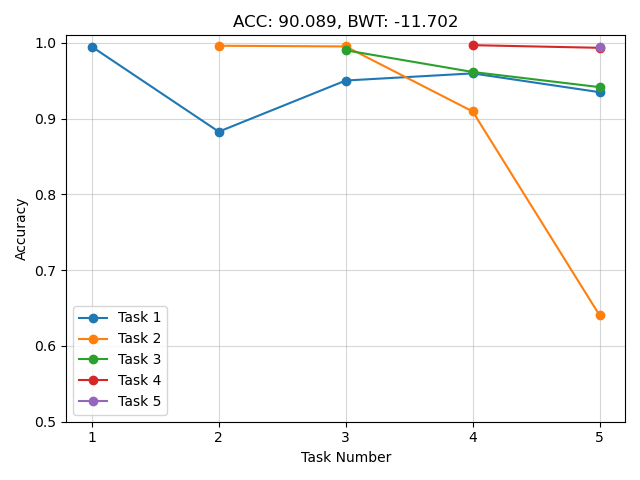 ACC: 90.089, BWT: -11.702
Accuracy
1.0
0.9
0.8
0.7
0.6
0.5
Task 1
Task 2
Task 3
Task 4
Task 5
1 2 3 4 5
Task Number